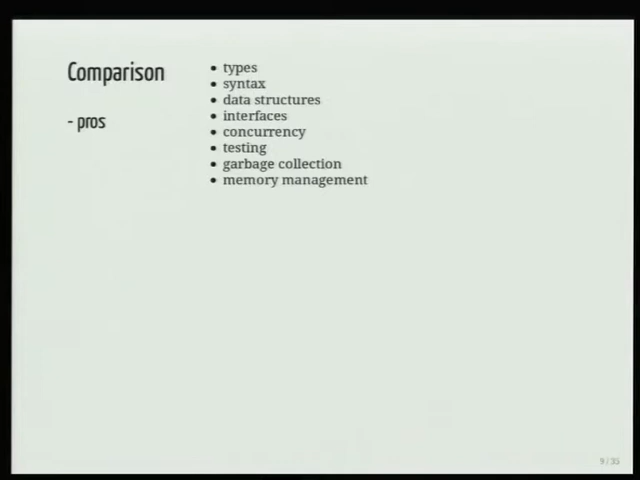 Comparison
- pros
• types
• syntax
• data structures
• interfaces
• concurrency
• testing
• garbage collection
• memory management
9 / 35